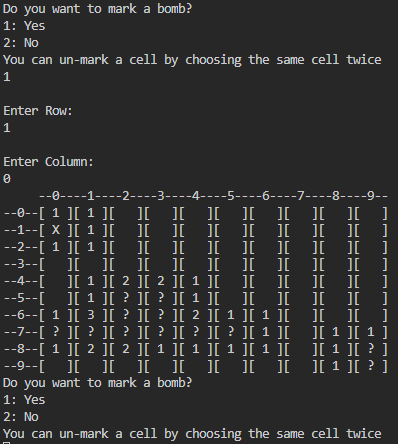 Do you want to mark a bomb?
1: Yes
2: No
You can un-mark a cell by choosing the same cell twice
1
Enter Row:
1
Enter Column:
0
--0----1----2----3----4----5----6----7----8----9--
--0--[ 1 ][ 1 ][   ][   ][   ][   ][   ][   ][   ][   ]
--1--[ X ][ 1 ][   ][   ][   ][   ][   ][   ][   ][   ]
--2--[ 1 ][ 1 ][   ][   ][   ][   ][   ][   ][   ][   ]
--3--[   ][   ][   ][   ][   ][   ][   ][   ][   ][   ]
--4--[   ][ 1 ][ 2 ][ 2 ][ 1 ][   ][   ][   ][   ][   ]
--5--[   ][ 1 ][ ? ][ ? ][ 1 ][   ][   ][   ][   ][   ]
--6--[ 1 ][ 3 ][ ? ][ ? ][ 2 ][ 1 ][ 1 ][   ][   ][   ]
--7--[ ? ][ ? ][ ? ][ ? ][ ? ][ ? ][ 1 ][   ][ 1 ][ 1 ]
--8--[ 1 ][ 2 ][ 2 ][ 1 ][ 1 ][ 1 ][ 1 ][   ][ 1 ][ ? ]
--9--[   ][   ][   ][   ][   ][   ][   ][   ][ 1 ][ ? ]
Do you want to mark a bomb?
1: Yes
2: No
You can un-mark a cell by choosing the same cell twice